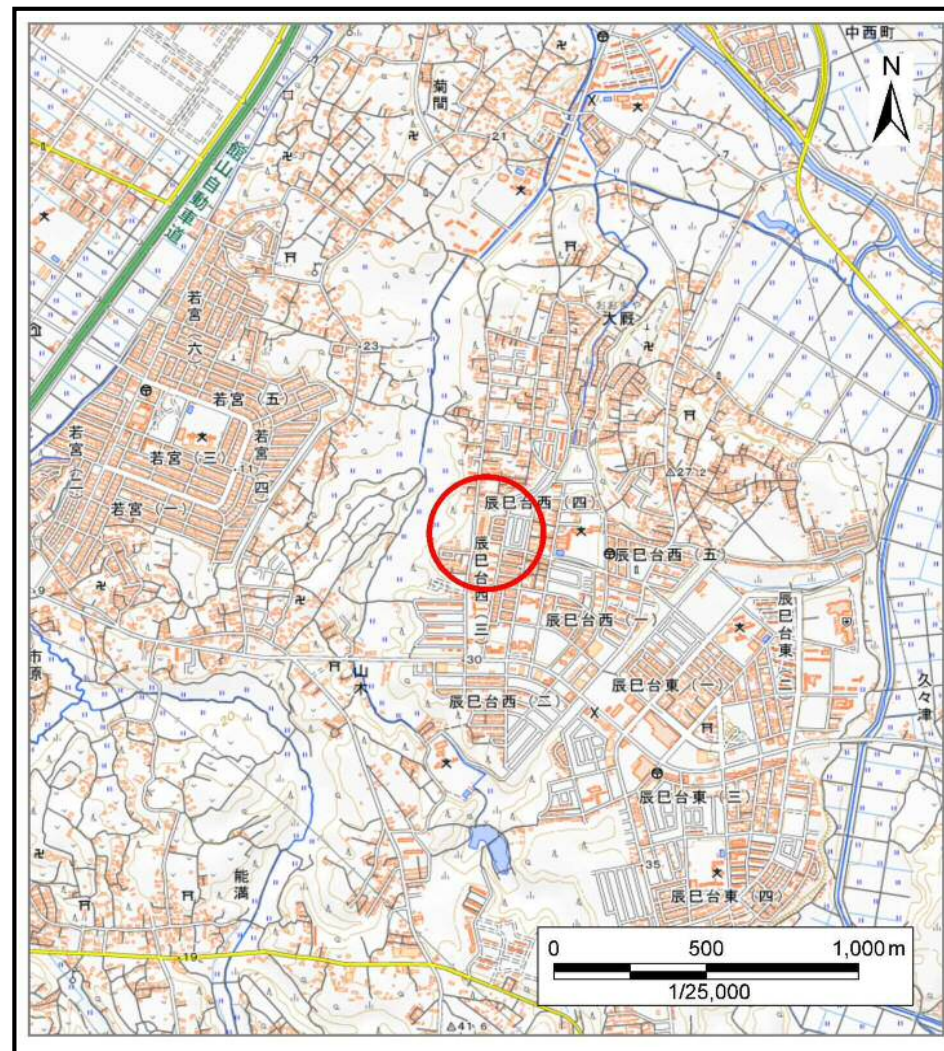 中西町
N
菊間
21
7
館山自動車道
大厩
若宮六
23
若宮(五)
27.2
若宮(三)
11
若宮四
若宮(二)
若宮(一)
辰巳台西(四)
辰巳台西(三)
辰巳台西(五)
9
辰巳台西(一)
辰巳台東(二)
30
山木
市原
辰巳台東(一)
久々津
辰巳台西(二)
20
辰巳台東(三)
35
能満
辰巳台東(四)
19
41.6
0 500 1,000m
1/25,000